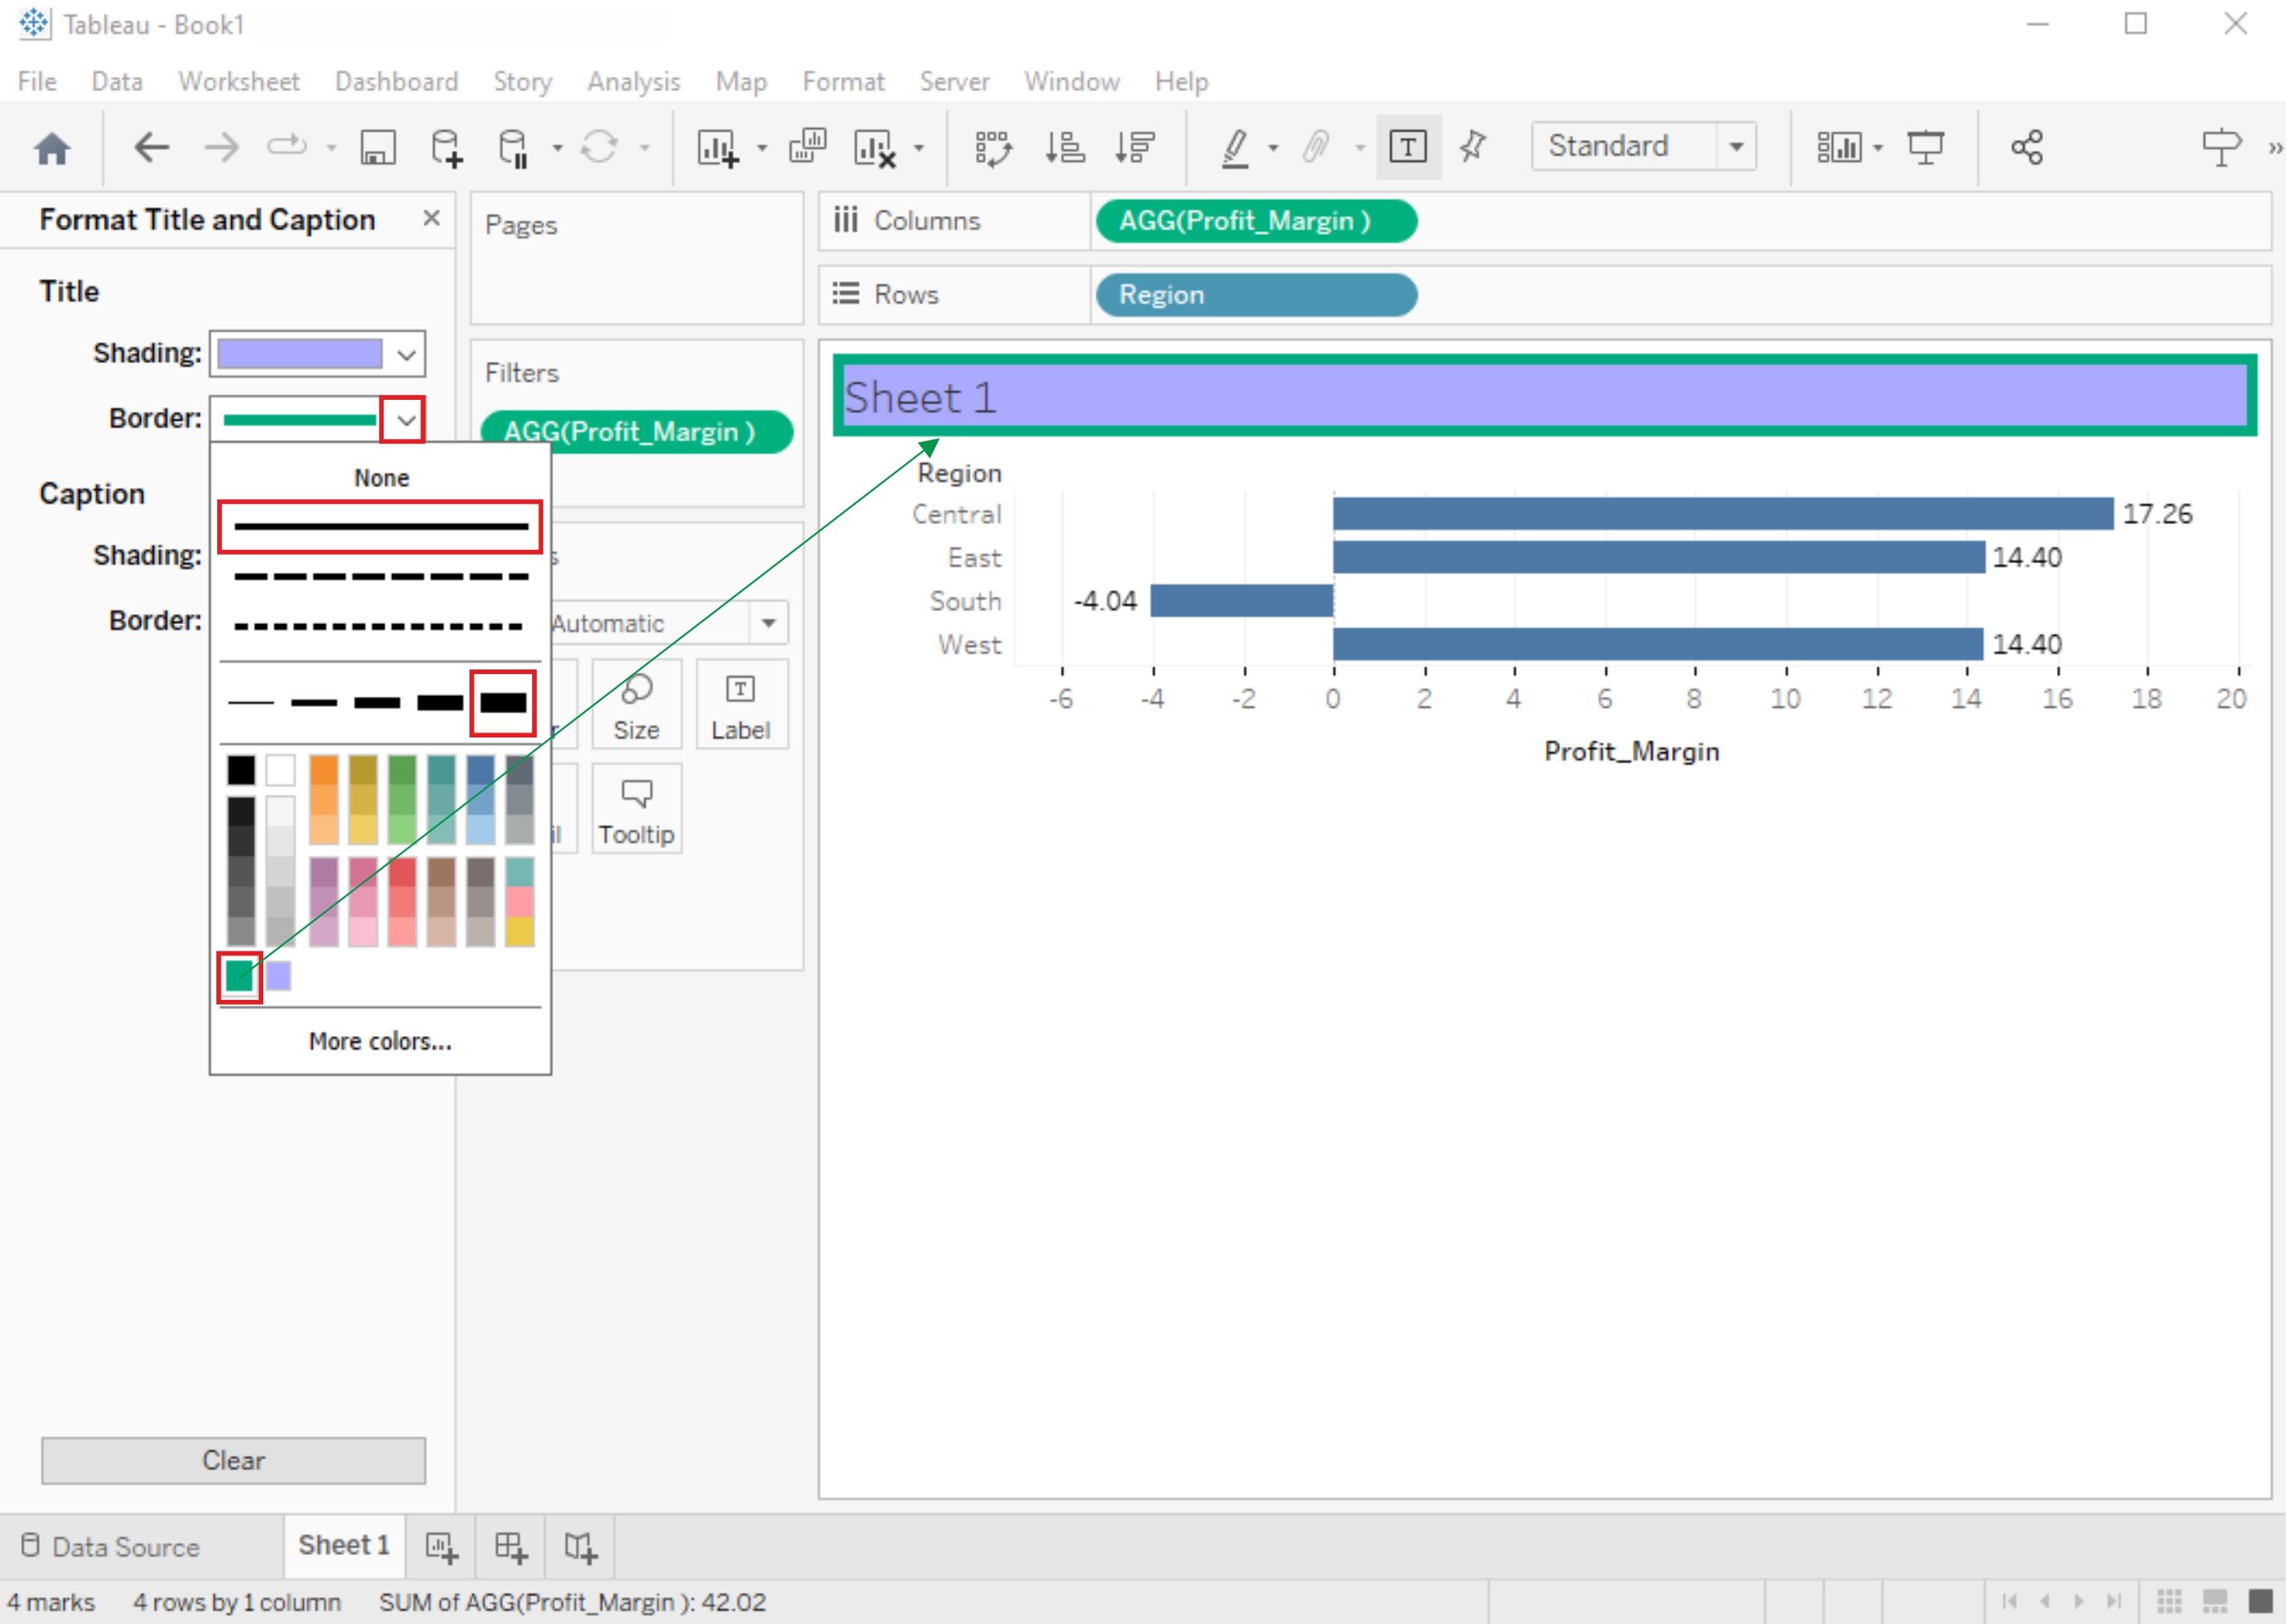 Tableau - Book1
File Data Worksheet Dashboard Story Analysis Map Format Server Window Help
Standard
Format Title and Caption
Title
Shading:
Border:
None
Caption
Shading:
Border:
More colors...
Clear
Pages
Filters
AGG(Profit_Margin )
Automatic
Size
Label
Tooltip
Columns
AGG(Profit_Margin )
Rows
Region
Sheet 1
Region
Central 17.26
East 14.40
South -4.04
West 14.40
-6 -4 -2 0 2 4 6 8 10 12 14 16 18 20
Profit_Margin
Data Source
Sheet 1
4 marks 4 rows by 1 column SUM of AGG(Profit_Margin ): 42.02